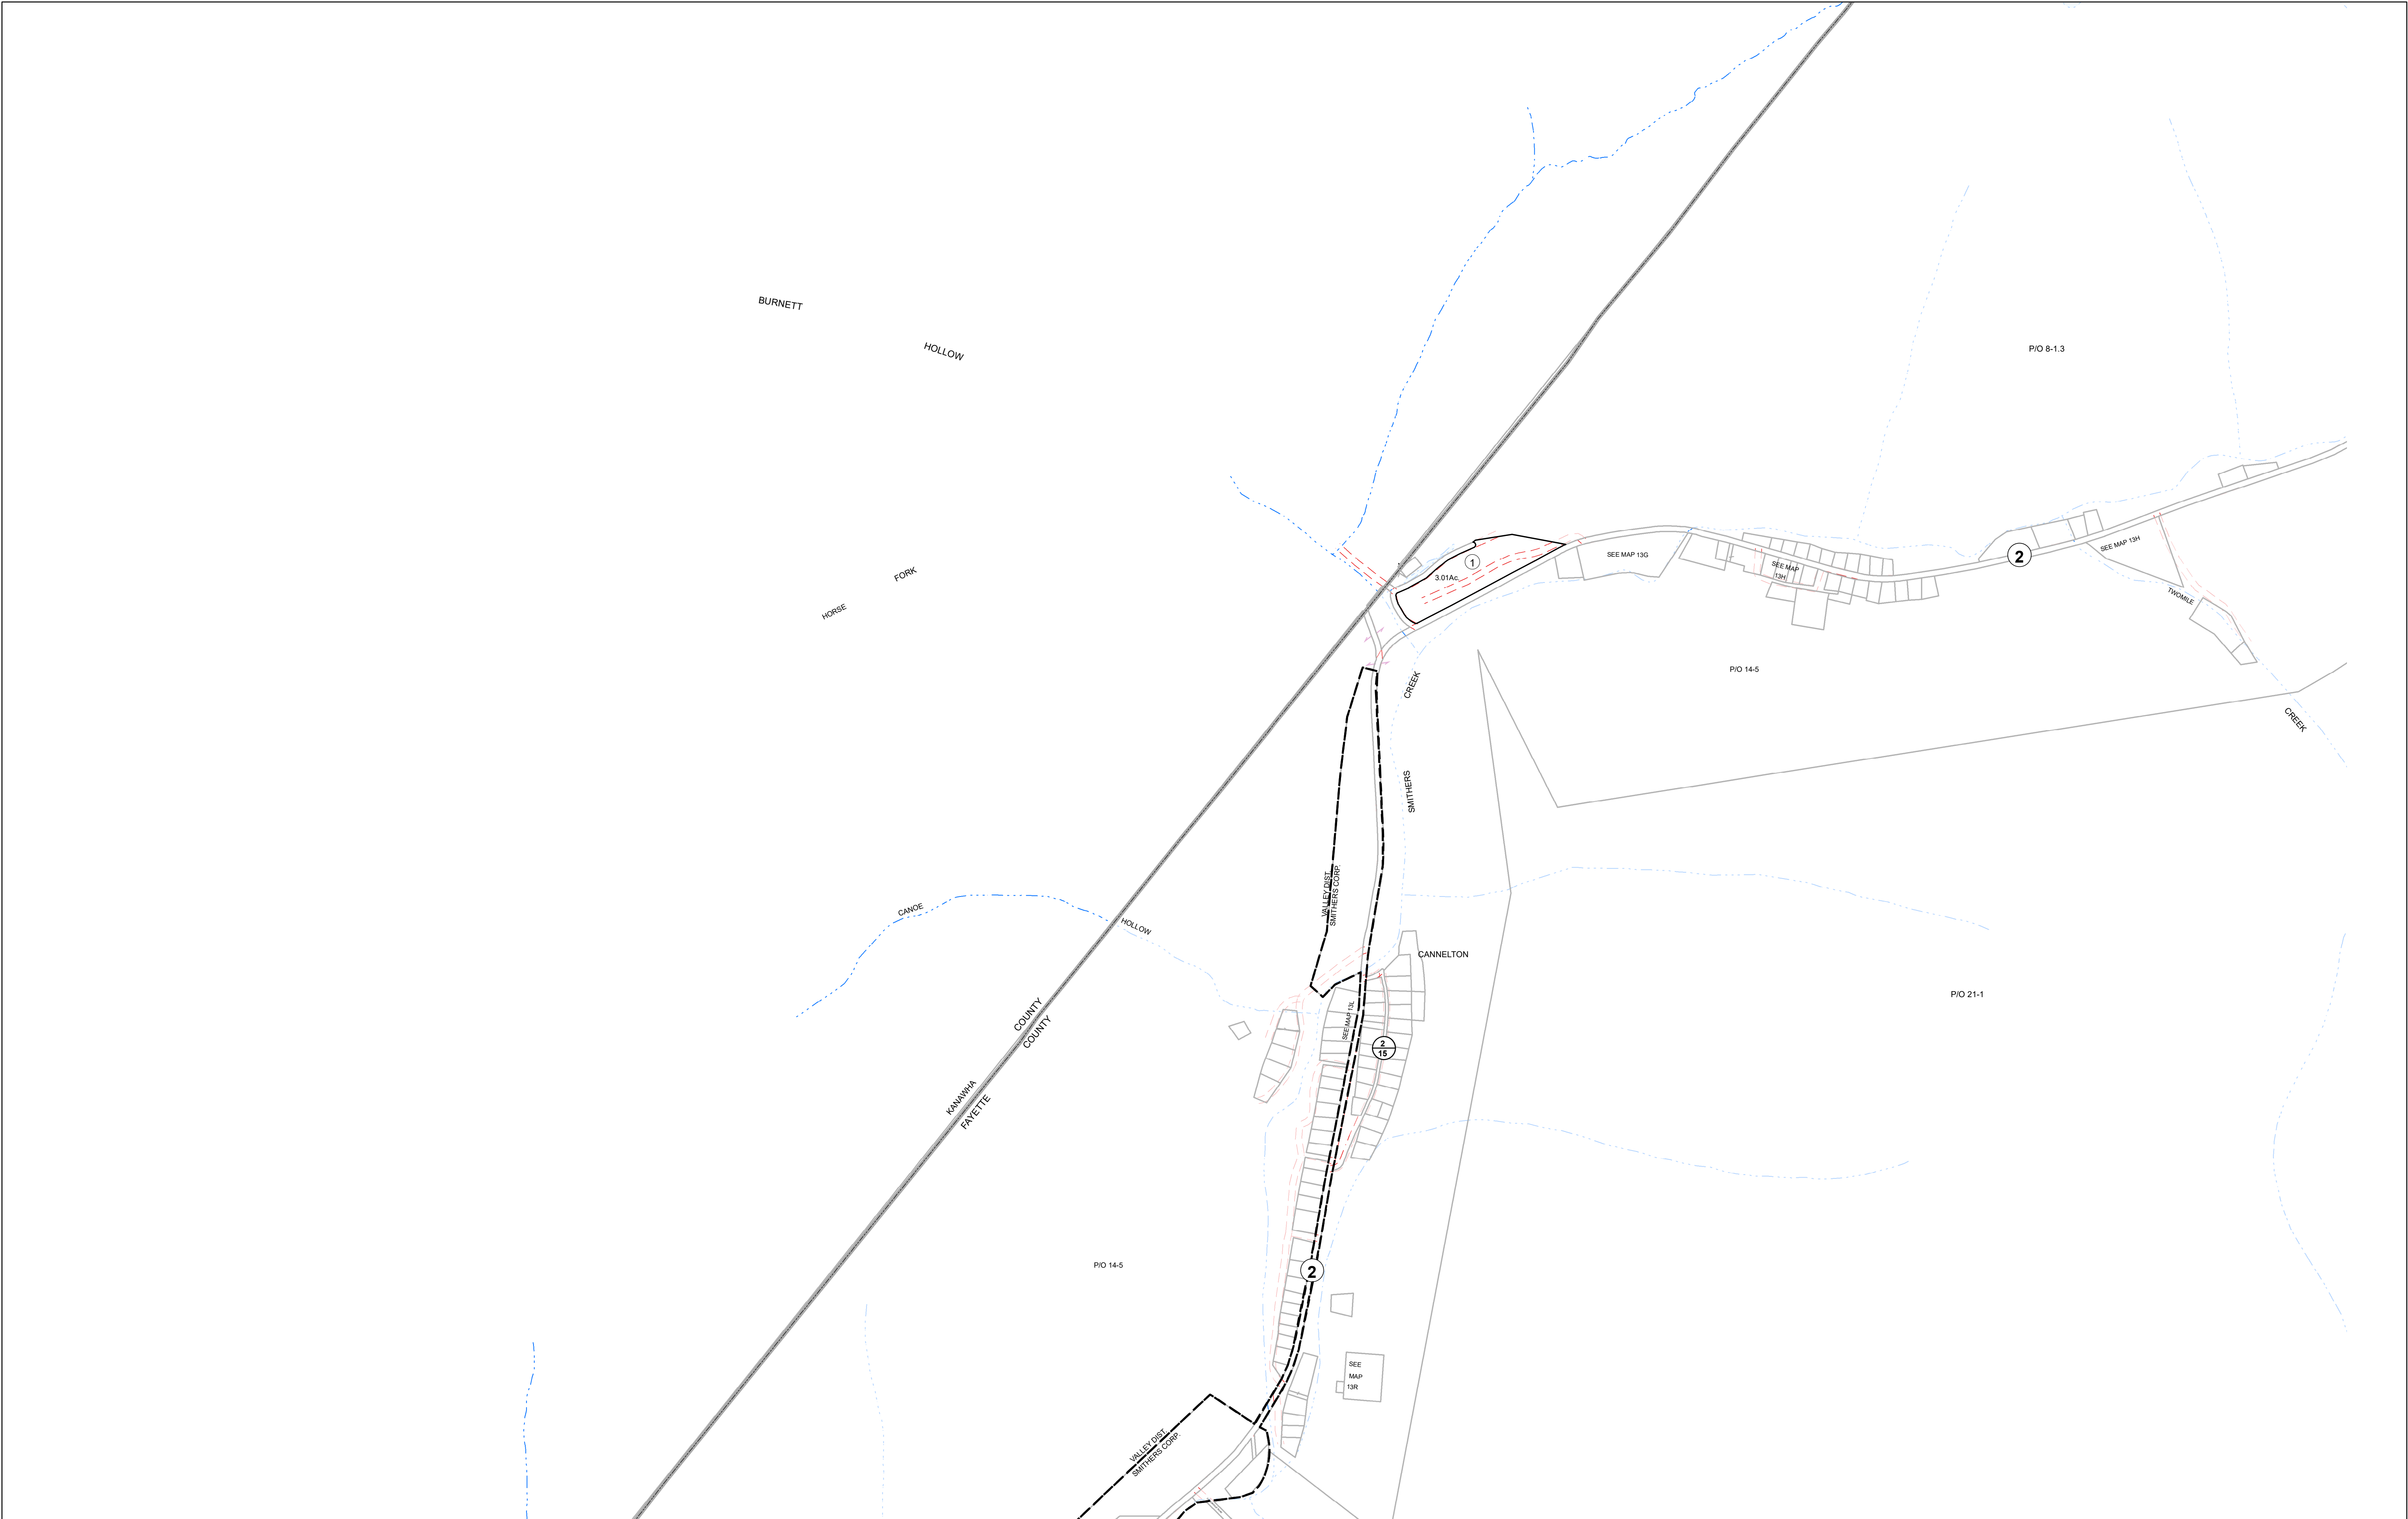 BURNETT
HOLLOW
P/O 8-1.3
SEE MAP 13G
2
SEE MAP 13H
1
3.01Ac.
SEE MAP
13H
FORK
HORSE
TWOMILE
P/O 14-5
CREEK
CREEK
SMITHERS
VALLEY DIST.
SMITHERS CORP.
CANOE
HOLLOW
CANNELTON
P/O 21-1
COUNTY
COUNTY
SEE MAP 13L
2
15
KANAWHA
FAYETTE
P/O 14-5
2
SEE
MAP
13R
VALLEY DIST.
SMITHERS CORP.